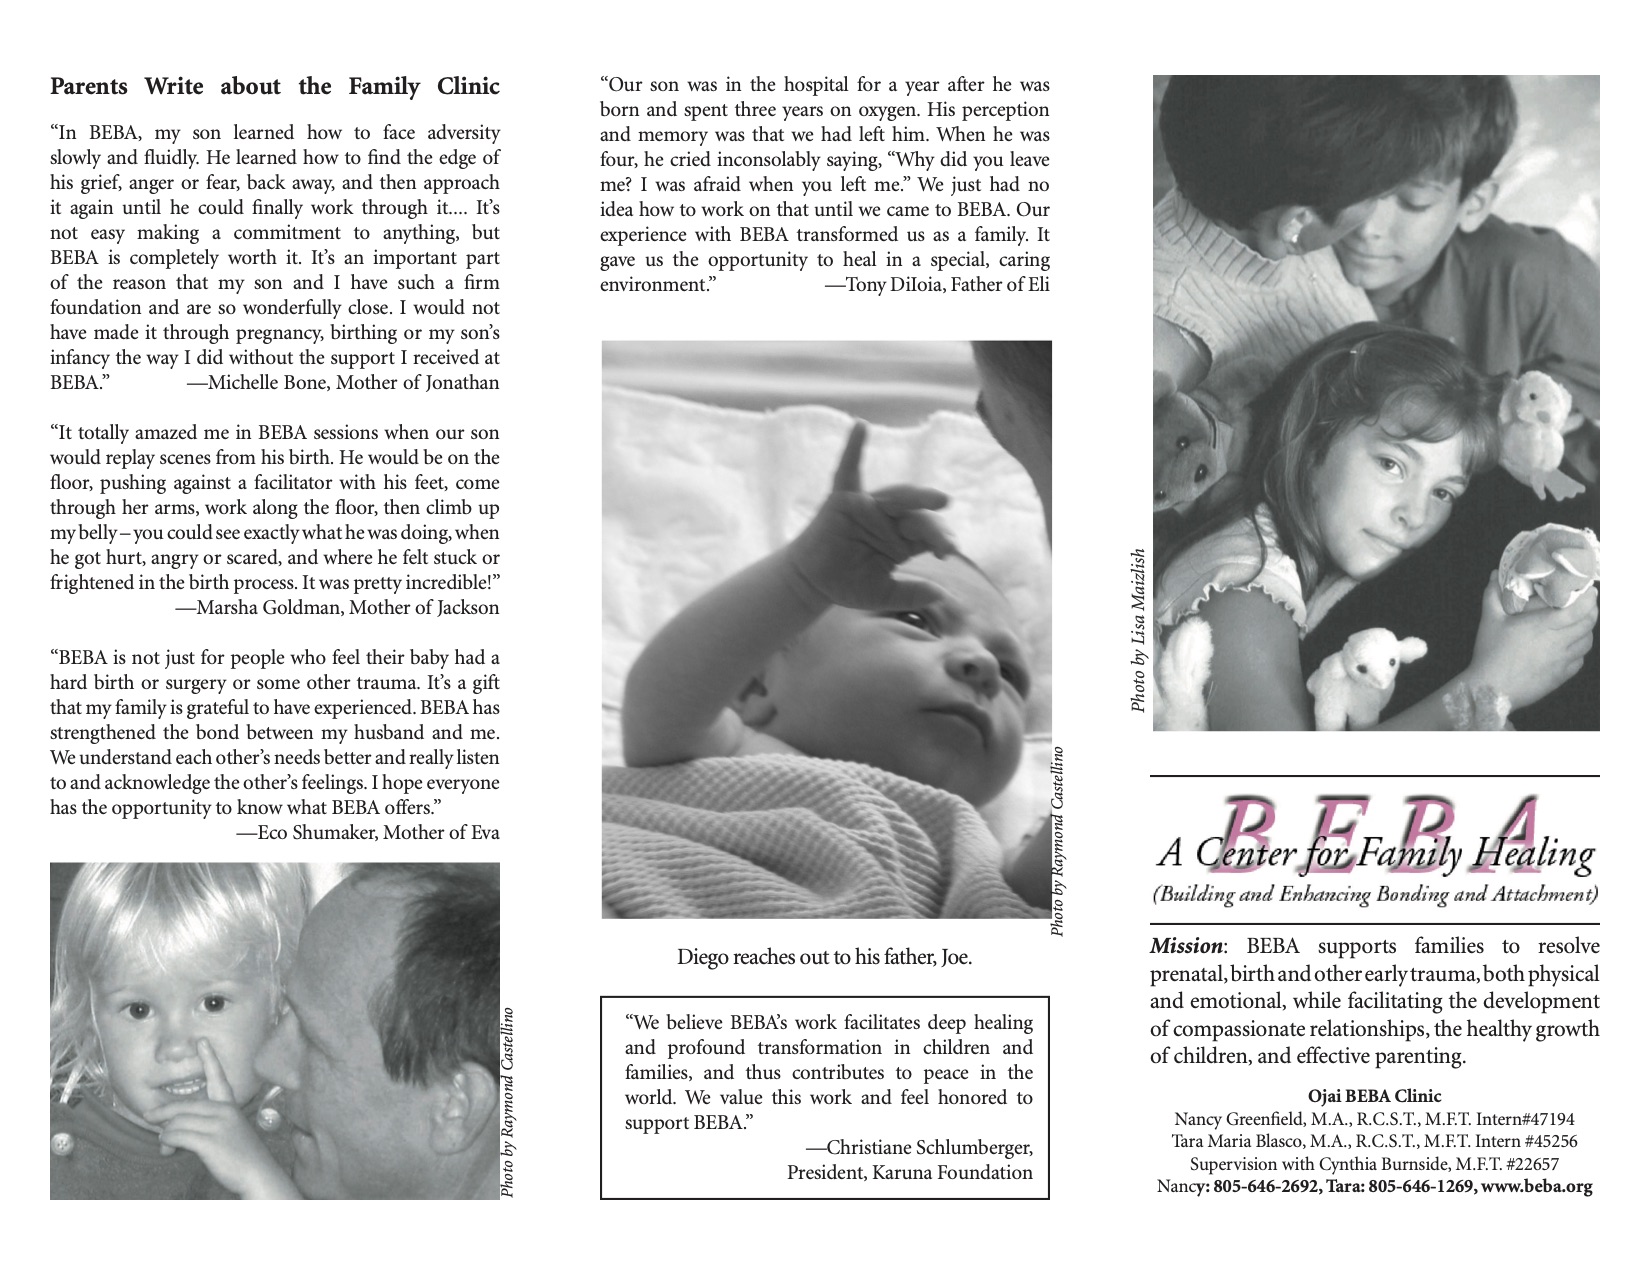 Parents Write about the Family Clinic
“In BEBA, my son learned how to face adversity
slowly and fluidly. He learned how to find the edge of
his grief, anger or fear, back away, and then approach
it again until he could finally work through it.... It’s
not easy making a commitment to anything, but
BEBA is completely worth it. It’s an important part
of the reason that my son and I have such a firm
foundation and are so wonderfully close. I would not
have made it through pregnancy, birthing or my son’s
infancy the way I did without the support I received at
BEBA.” —Michelle Bone, Mother of Jonathan
“It totally amazed me in BEBA sessions when our son
would replay scenes from his birth. He would be on the
floor, pushing against a facilitator with his feet, come
through her arms, work along the floor, then climb up
my belly – you could see exactly what he was doing, when
he got hurt, angry or scared, and where he felt stuck or
frightened in the birth process. It was pretty incredible!”
—Marsha Goldman, Mother of Jackson
“BEBA is not just for people who feel their baby had a
hard birth or surgery or some other trauma. It’s a gift
that my family is grateful to have experienced. BEBA has
strengthened the bond between my husband and me.
We understand each other’s needs better and really listen
to and acknowledge the other’s feelings. I hope everyone
has the opportunity to know what BEBA offers.”
—Eco Shumaker, Mother of Eva
Photo by Raymond Castellino
“Our son was in the hospital for a year after he was
born and spent three years on oxygen. His perception
and memory was that we had left him. When he was
four, he cried inconsolably saying, “Why did you leave
me? I was afraid when you left me.” We just had no
idea how to work on that until we came to BEBA. Our
experience with BEBA transformed us as a family. It
gave us the opportunity to heal in a special, caring
environment.” —Tony DiIoia, Father of Eli
Photo by Raymond Castellino
Diego reaches out to his father, Joe.
“We believe BEBA’s work facilitates deep healing
and profound transformation in children and
families, and thus contributes to peace in the
world. We value this work and feel honored to
support BEBA.”
—Christiane Schlumberger,
President, Karuna Foundation
Photo by Lisa Maizlish
BEBA
A Center for Family Healing
(Building and Enhancing Bonding and Attachment)
Mission: BEBA supports families to resolve
prenatal, birth and other early trauma, both physical
and emotional, while facilitating the development
of compassionate relationships, the healthy growth
of children, and effective parenting.
Ojai BEBA Clinic
Nancy Greenfield, M.A., R.C.S.T., M.F.T. Intern#47194
Tara Maria Blasco, M.A., R.C.S.T., M.F.T. Intern #45256
Supervision with Cynthia Burnside, M.F.T. #22657
Nancy: 805-646-2692, Tara: 805-646-1269, www.beba.org